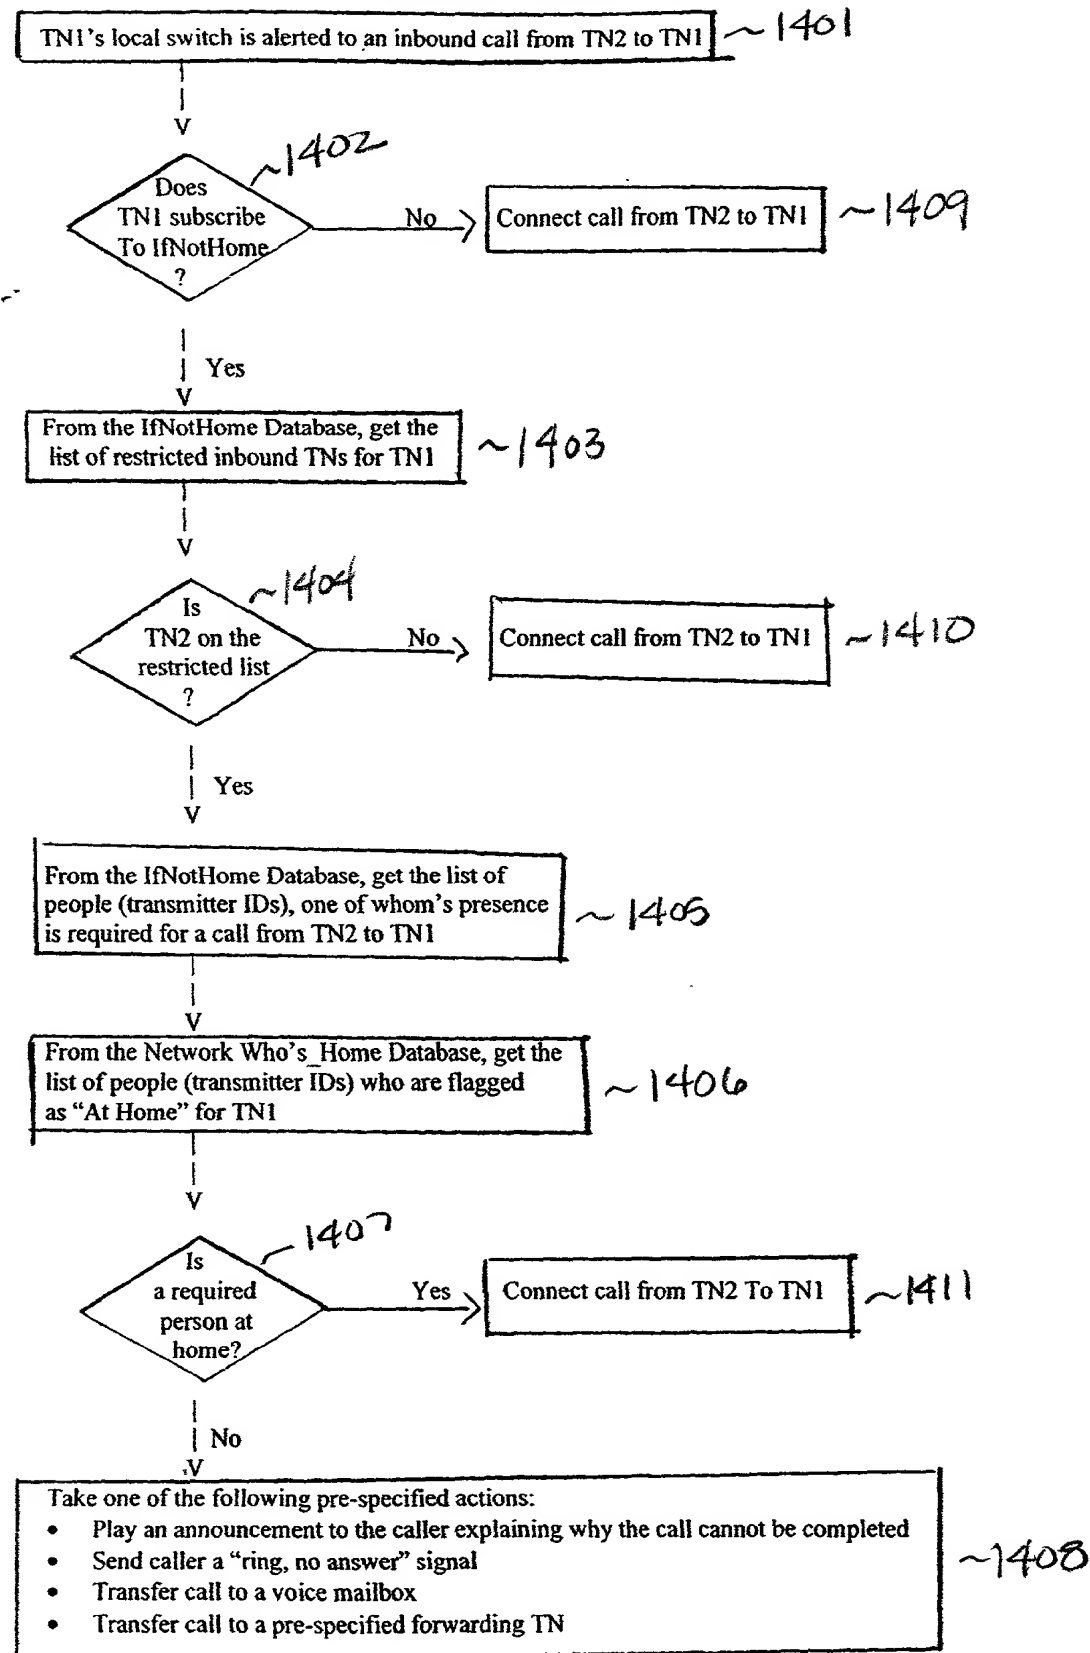 TN1's local switch is alerted to an inbound call from TN2 to TN1 ~1401
V
~1402
Does
TN1 subscribe
To IfNotHome
?
No
Connect call from TN2 to TN1 ~1409
Yes
V
From the IfNotHome Database, get the
list of restricted inbound TNs for TN1
~1403
V
~1404
Is
TN2 on the
restricted list
?
No
Connect call from TN2 to TN1 ~1410
Yes
V
From the IfNotHome Database, get the list of
people (transmitter IDs), one of whom's presence
is required for a call from TN2 to TN1
~1405
V
From the Network Who's_Home Database, get the
list of people (transmitter IDs) who are flagged
as "At Home" for TN1
~1406
V
1407
Is
a required
person at
home?
Yes
Connect call from TN2 To TN1 ~1411
No
V
Take one of the following pre-specified actions:
• Play an announcement to the caller explaining why the call cannot be completed
• Send caller a "ring, no answer" signal
• Transfer call to a voice mailbox
• Transfer call to a pre-specified forwarding TN
~1408